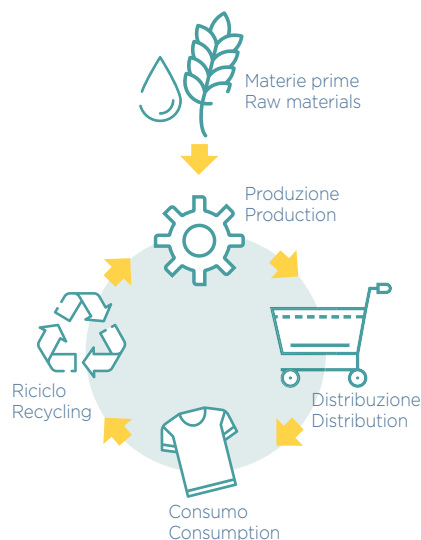 Materie prime
Raw materials
Produzione
Production
Distribuzione
Distribution
Riciclo
Recycling
Consumo
Consumption